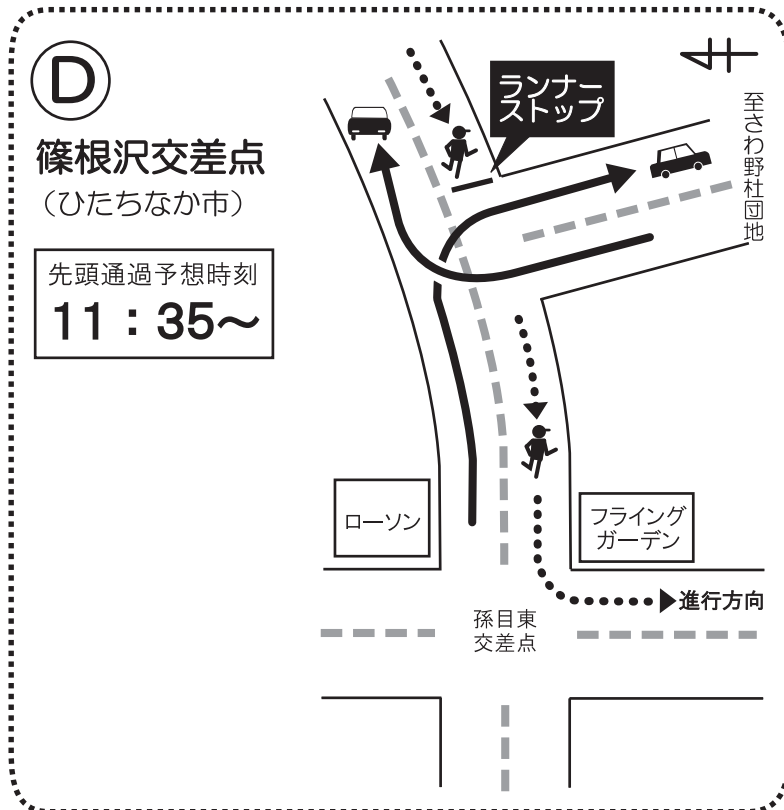 D
篠根沢交差点
（ひたちなか市）
先頭通過予想時刻
11：35～
ランナー
ストップ
至さわ野杜団地
ローソン
フライング
ガーデン
進行方向
孫目東
交差点